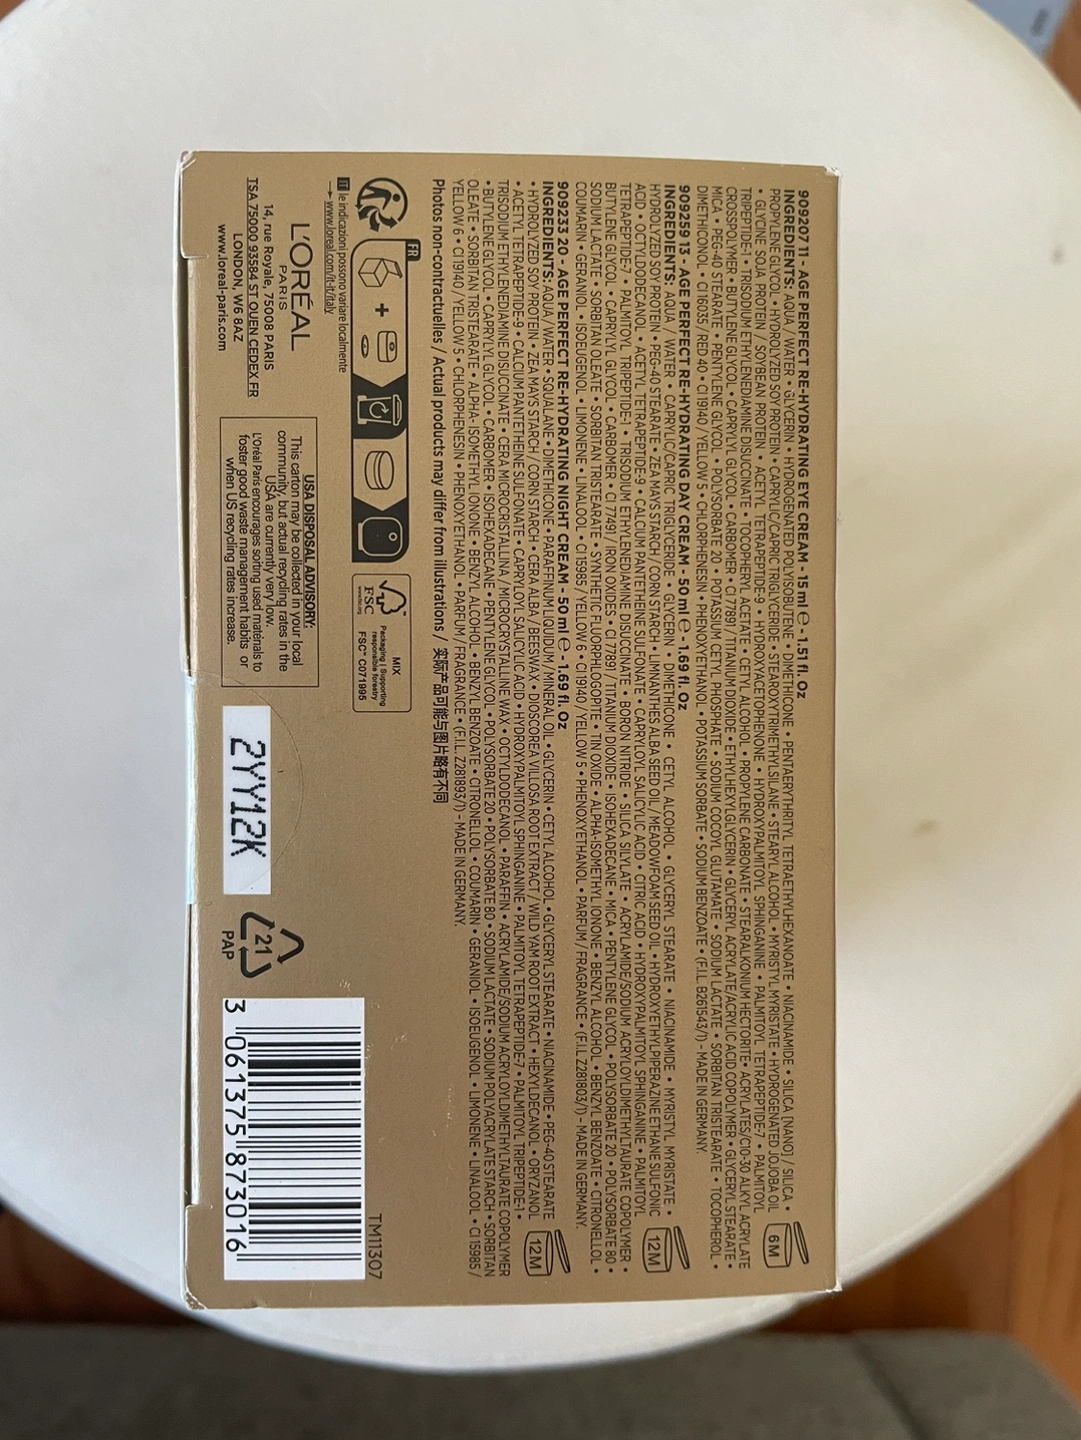 909207 11 - AGE PERFECT RE-HYDRATING EYE CREAM - 15 ml ℮ - 1.51 fl. Oz
INGREDIENTS: AQUA / WATER • GLYCERIN • HYDROGENATED POLYISOBUTENE • DIMETHICONE • PENTAERYTHRITYL TETRAETHYLHEXANOATE • NIACINAMIDE • SILICA [NANO] / SILICA •
PROPYLENE GLYCOL • HYDROLYZED SOY PROTEIN • CAPRYLIC/CAPRIC TRIGLYCERIDE • STEAROXYTRIMETHYLSILANE • STEARYL ALCOHOL • MYRISTYL MYRISTATE • HYDROGENATED JOJOBA OIL
• GLYCINE SOJA PROTEIN / SOYBEAN PROTEIN • ACETYL TETRAPEPTIDE-9 • HYDROXYACETOPHENONE • HYDROXYPALMITOYL SPHINGANINE • PALMITOYL TETRAPEPTIDE-7 • PALMITOYL
TRIPEPTIDE-1 • TRISODIUM ETHYLENEDIAMINE DISUCCINATE • TOCOPHERYL ACETATE • CETYL ALCOHOL • PROPYLENE CARBONATE • STEARALKONIUM HECTORITE • ACRYLATES/C10-30 ALKYL ACRYLATE
CROSSPOLYMER • BUTYLENE GLYCOL • CAPRYLYL GLYCOL • CARBOMER • CI 77891 / TITANIUM DIOXIDE • ETHYLHEXYLGLYCERIN • GLYCERYL ACRYLATE/ACRYLIC ACID COPOLYMER • GLYCERYL STEARATE •
MICA • PEG-40 STEARATE • PENTYLENE GLYCOL • POLYSORBATE 20 • POTASSIUM CETYL PHOSPHATE • SODIUM COCOYL GLUTAMATE • SODIUM LACTATE • SORBITAN TRISTEARATE • TOCOPHEROL •
DIMETHICONOL • CI 16035 / RED 40 • CI 19140 / YELLOW 5 • CHLORPHENESIN • PHENOXYETHANOL • POTASSIUM SORBATE • SODIUM BENZOATE • (F.I.L. B261543/1) - MADE IN GERMANY.
6M
909259 13 - AGE PERFECT RE-HYDRATING DAY CREAM - 50 ml ℮ - 1.69 fl. Oz
INGREDIENTS: AQUA / WATER • CAPRYLIC/CAPRIC TRIGLYCERIDE • GLYCERIN • DIMETHICONE • CETYL ALCOHOL • GLYCERYL STEARATE • NIACINAMIDE • MYRISTYL MYRISTATE •
HYDROLYZED SOY PROTEIN • PEG-40 STEARATE • ZEA MAYS STARCH / CORN STARCH • LIMNANTHES ALBA SEED OIL / MEADOWFOAM SEED OIL • HYDROXYETHYLPIPERAZINE ETHANE SULFONIC
ACID • OCTYLDODECANOL • ACETYL TETRAPEPTIDE-9 • CALCIUM PANTETHEINE SULFONATE • CAPRYLOYL SALICYLIC ACID • CITRIC ACID • HYDROXYPALMITOYL SPHINGANINE • PALMITOYL
TETRAPEPTIDE-7 • PALMITOYL TRIPEPTIDE-1 • TRISODIUM ETHYLENEDIAMINE DISUCCINATE • BORON NITRIDE • SILICA SILYLATE • ACRYLAMIDE/SODIUM ACRYLOYLDIMETHYLTAURATE COPOLYMER •
BUTYLENE GLYCOL • CAPRYLYL GLYCOL • CARBOMER • CI 77491 / IRON OXIDES • CI 77891 / TITANIUM DIOXIDE • ISOHEXADECANE • MICA • PENTYLENE GLYCOL • POLYSORBATE 20 • POLYSORBATE 80 •
SODIUM LACTATE • SORBITAN OLEATE • SORBITAN TRISTEARATE • SYNTHETIC FLUORPHLOGOPITE • TIN OXIDE • ALPHA-ISOMETHYL IONONE • BENZYL ALCOHOL • BENZYL BENZOATE • CITRONELLOL •
COUMARIN • GERANIOL • ISOEUGENOL • LIMONENE • LINALOOL • CI 15985 / YELLOW 6 • CI 19140 / YELLOW 5 • PHENOXYETHANOL • PARFUM / FRAGRANCE • (F.I.L. Z281803/1) - MADE IN GERMANY.
12M
909233 20 - AGE PERFECT RE-HYDRATING NIGHT CREAM - 50 ml ℮ - 1.69 fl. Oz
INGREDIENTS: AQUA / WATER • SQUALANE • DIMETHICONE • PARAFFINUM LIQUIDUM / MINERAL OIL • GLYCERIN • CETYL ALCOHOL • GLYCERYL STEARATE • NIACINAMIDE • PEG-40 STEARATE
• HYDROLYZED SOY PROTEIN • ZEA MAYS STARCH / CORN STARCH • CERA ALBA / BEESWAX • DIOSCOREA VILLOSA ROOT EXTRACT / WILD YAM ROOT EXTRACT • HEXYLDECANOL • ORYZANOL
• ACETYL TETRAPEPTIDE-9 • CALCIUM PANTETHEINE SULFONATE • CAPRYLOYL SALICYLIC ACID • HYDROXYPALMITOYL SPHINGANINE • PALMITOYL TETRAPEPTIDE-7 • PALMITOYL TRIPEPTIDE-1 •
TRISODIUM ETHYLENEDIAMINE DISUCCINATE • CERA MICROCRISTALLINA / MICROCRYSTALLINE WAX • OCTYLDODECANOL • PARAFFIN • ACRYLAMIDE/SODIUM ACRYLOYLDIMETHYLTAURATE COPOLYMER
• BUTYLENE GLYCOL • CAPRYLYL GLYCOL • CARBOMER • ISOHEXADECANE • PENTYLENE GLYCOL • POLYSORBATE 20 • POLYSORBATE 80 • SODIUM LACTATE • SODIUM POLYACRYLATE STARCH • SORBITAN
OLEATE • SORBITAN TRISTEARATE • ALPHA-ISOMETHYL IONONE • BENZYL ALCOHOL • BENZYL BENZOATE • CITRONELLOL • COUMARIN • GERANIOL • ISOEUGENOL • LIMONENE • LINALOOL • CI 15985 /
YELLOW 6 • CI 19140 / YELLOW 5 • CHLORPHENESIN • PHENOXYETHANOL • PARFUM / FRAGRANCE • (F.I.L. Z281893/1) - MADE IN GERMANY.
12M
Photos non-contractuelles / Actual products may differ from illustrations / 实际产品可能与图片略有不同
FR
IT le indicazioni possono variare localmente
www.loreal.com/it-it/italy
MIX
Packaging | Supporting
responsible forestry
FSC
FSC™ C071995
L'ORÉAL
PARIS
14, rue Royale, 75008 PARIS
TSA 75000 93584 ST OUEN CEDEX FR
LONDON, W6 8AZ
www.loreal-paris.com
USA DISPOSAL ADVISORY:
This carton may be collected in your local
community, but actual recycling rates in the
USA are currently very low.
L'Oréal Paris encourages sorting used materials to
foster good waste management habits or
when US recycling rates increase.
2YY12K
21
PAP
TM11307
3 061375 873016